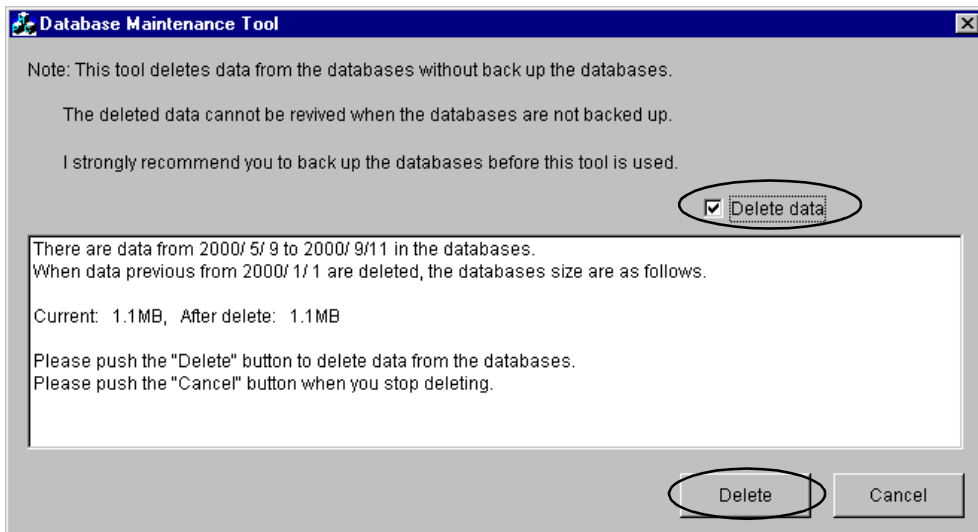 Database Maintenance Tool
Note: This tool deletes data from the databases without back up the databases.
The deleted data cannot be revived when the databases are not backed up.
I strongly recommend you to back up the databases before this tool is used.
Delete data
There are data from 2000/ 5/ 9 to 2000/ 9/11 in the databases.
When data previous from 2000/ 1/ 1 are deleted, the databases size are as follows.
Current:  1.1MB,  After delete:  1.1MB
Please push the "Delete" button to delete data from the databases.
Please push the "Cancel" button when you stop deleting.
Delete
Cancel